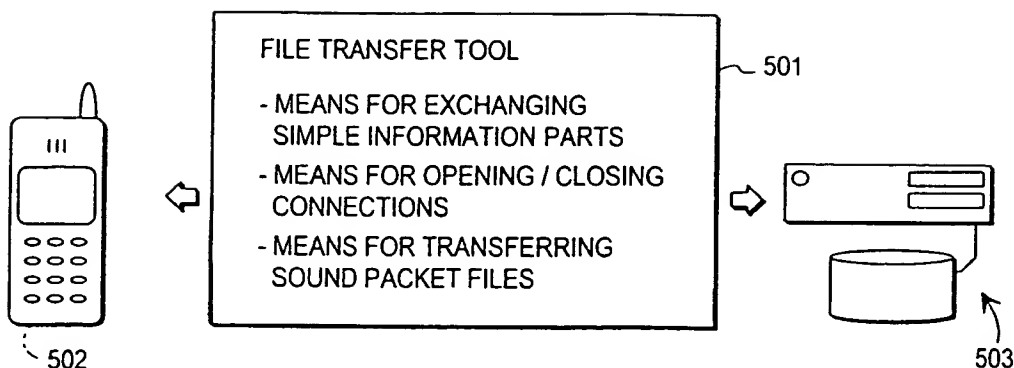 FILE TRANSFER TOOL
- MEANS FOR EXCHANGING
SIMPLE INFORMATION PARTS
- MEANS FOR OPENING / CLOSING
CONNECTIONS
- MEANS FOR TRANSFERRING
SOUND PACKET FILES
501
502
503